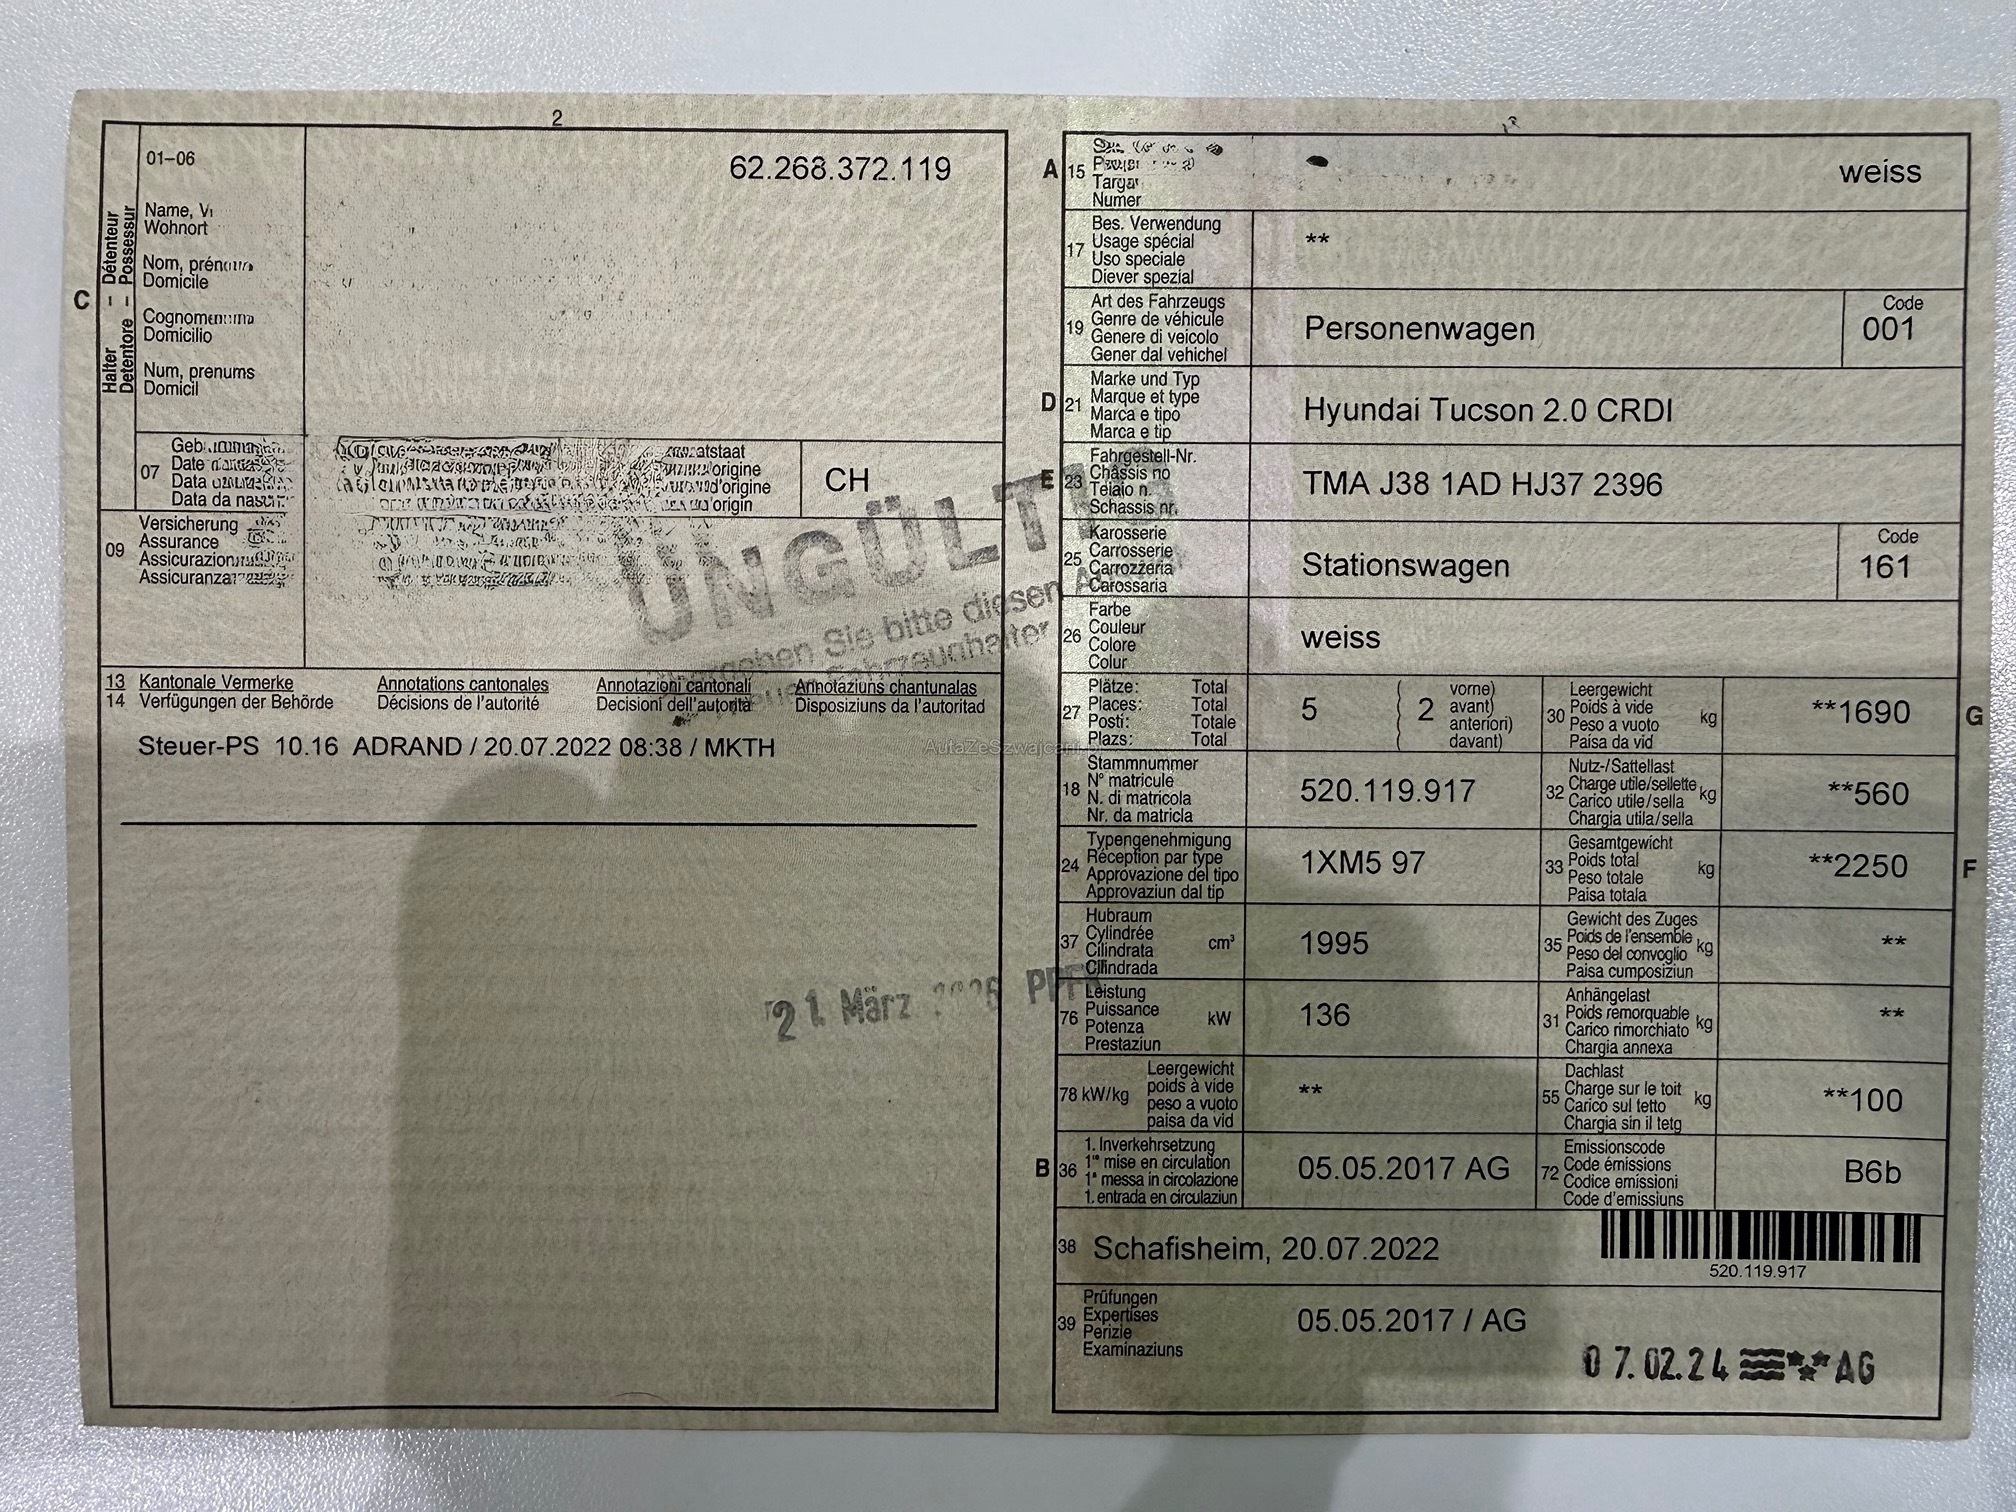 2
01–06
62.268.372.119
Name,
Wohnort
Nom,
Domicile
Domicilio
Num, prenums
Domicil
C
Halter – Détenteur
Detentore – Possessur
07
Date
Data
Data da
CH
09
Versicherung
Assurance
UNGÜLTIG
Sie bitte diesen
13 Kantonale Vermerke Annotations cantonales Annotazioni cantonali Annotaziuns chantunalas
14 Verfügungen der Behörde Décisions de l'autorité Decisioni dell'autorità Disposiziuns da l'autoritad
Steuer-PS 10.16 ADRAND / 20.07.2022 08:38 / MKTH
21. März
A 15
Numer
weiss
17 Bes. Verwendung
Usage spécial
Uso speciale
Diever spezial
**
19 Art des Fahrzeugs
Genre de véhicule
Genere di veicolo
Gener dal vehichel
Personenwagen
Code
001
D 21 Marke und Typ
Marque et type
Marca e tipo
Marca e tip
Hyundai Tucson 2.0 CRDI
E 23 Fahrgestell-Nr.
Châssis no
Telaio n.
Schassis nr.
TMA J38 1AD HJ37 2396
25 Karosserie
Carrosserie
Carrozzeria
Carossaria
Stationswagen
Code
161
26 Farbe
Couleur
Colore
Colur
weiss
27 Plätze: Total
Places: Total
Posti: Totale
Plazs: Total
5 ( 2 vorne)
avant)
anteriori)
davant)
30 Leergewicht
Poids à vide
Peso a vuoto
Paisa da vid
kg
**1690
G
18 Stammnummer
N° matricule
N. di matricola
Nr. da matricla
520.119.917
32 Nutz-/Sattellast
Charge utile/sellette
Carico utile/sella
Chargia utila/sella
kg
**560
24 Typengenehmigung
Réception par type
Approvazione del tipo
Approvaziun dal tip
1XM5 97
33 Gesamtgewicht
Poids total
Peso totale
Paisa totala
kg
**2250
F
37 Hubraum
Cylindrée
Cilindrata
Cilindrada
cm³
1995
35 Gewicht des Zuges
Poids de l'ensemble
Peso del convoglio
Paisa cumposiziun
kg
**
76 Leistung
Puissance
Potenza
Prestaziun
kW
136
31 Anhängelast
Poids remorquable
Carico rimorchiato
Chargia annexa
kg
**
78 kW/kg Leergewicht
poids à vide
peso a vuoto
paisa da vid
**
55 Dachlast
Charge sur le toit
Carico sul tetto
Chargia sin il tetg
kg
**100
B 36 1. Inverkehrsetzung
1re mise en circulation
1a messa in circolazione
1. entrada en circulaziun
05.05.2017 AG
72 Emissionscode
Code émissions
Codice emissioni
Code d'emissiuns
B6b
38 Schafisheim, 20.07.2022
520.119.917
39 Prüfungen
Expertises
Perizie
Examinaziuns
05.05.2017 / AG
07.02.24 AG